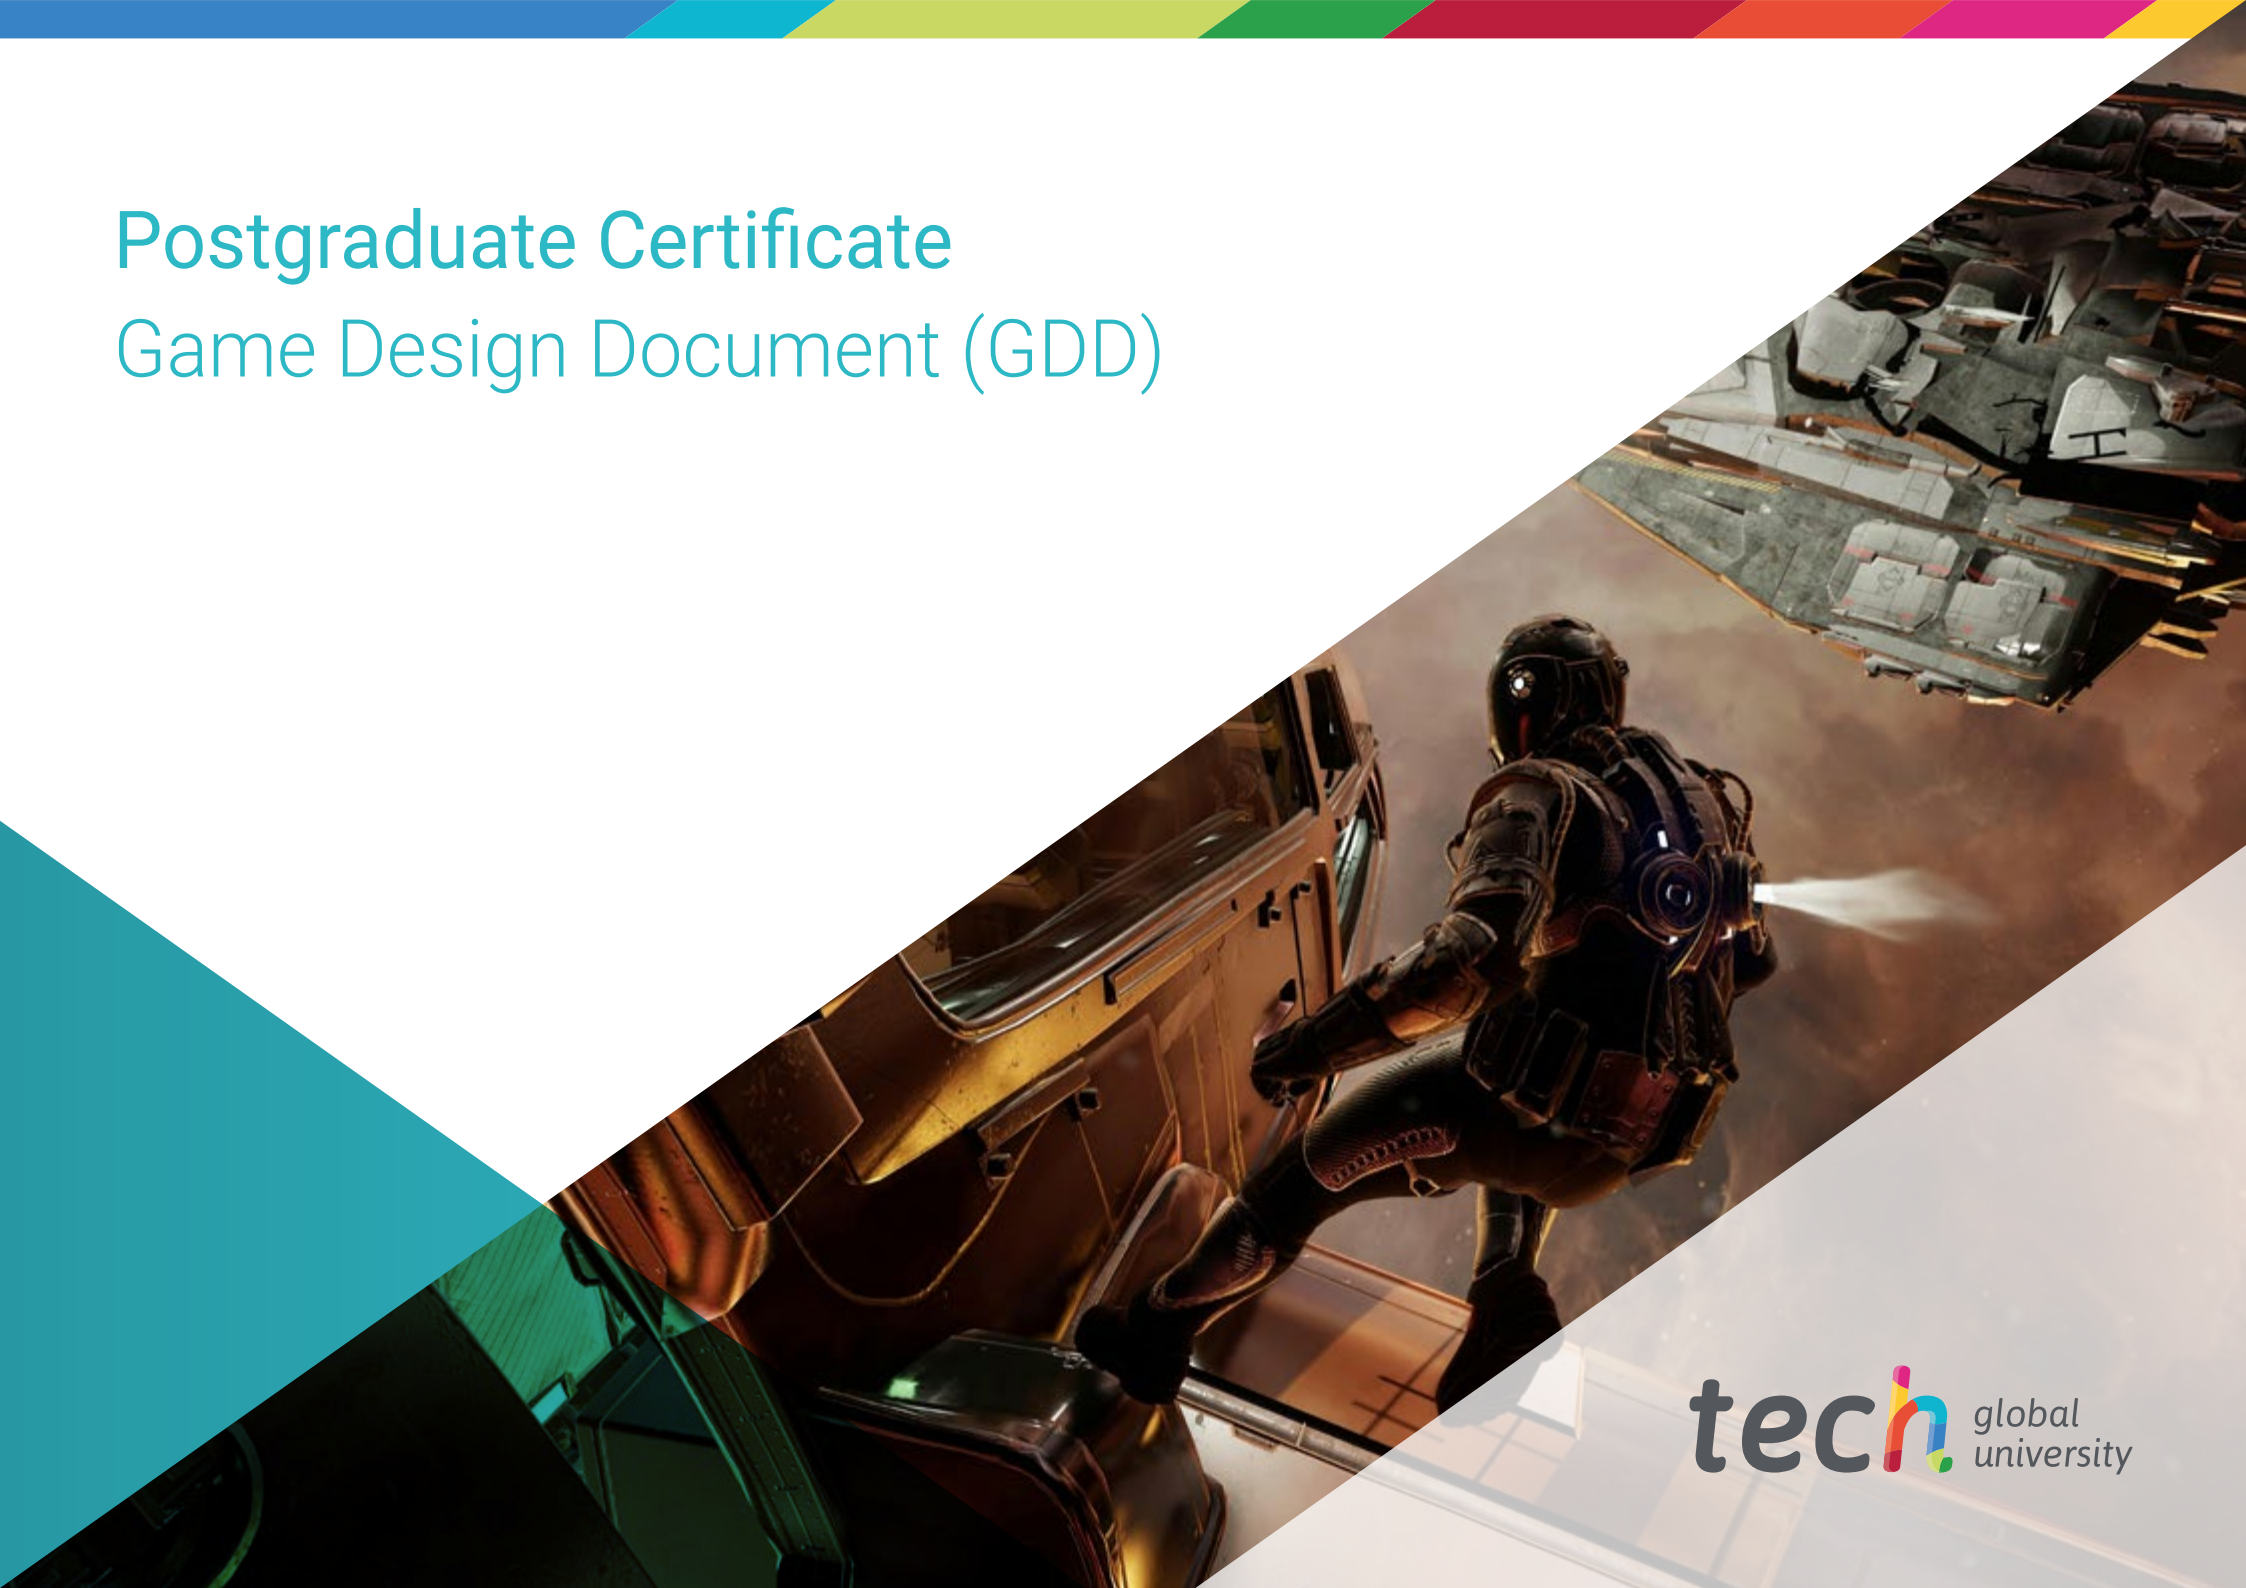 Postgraduate Certificate
Game Design Document (GDD)
tech global
university